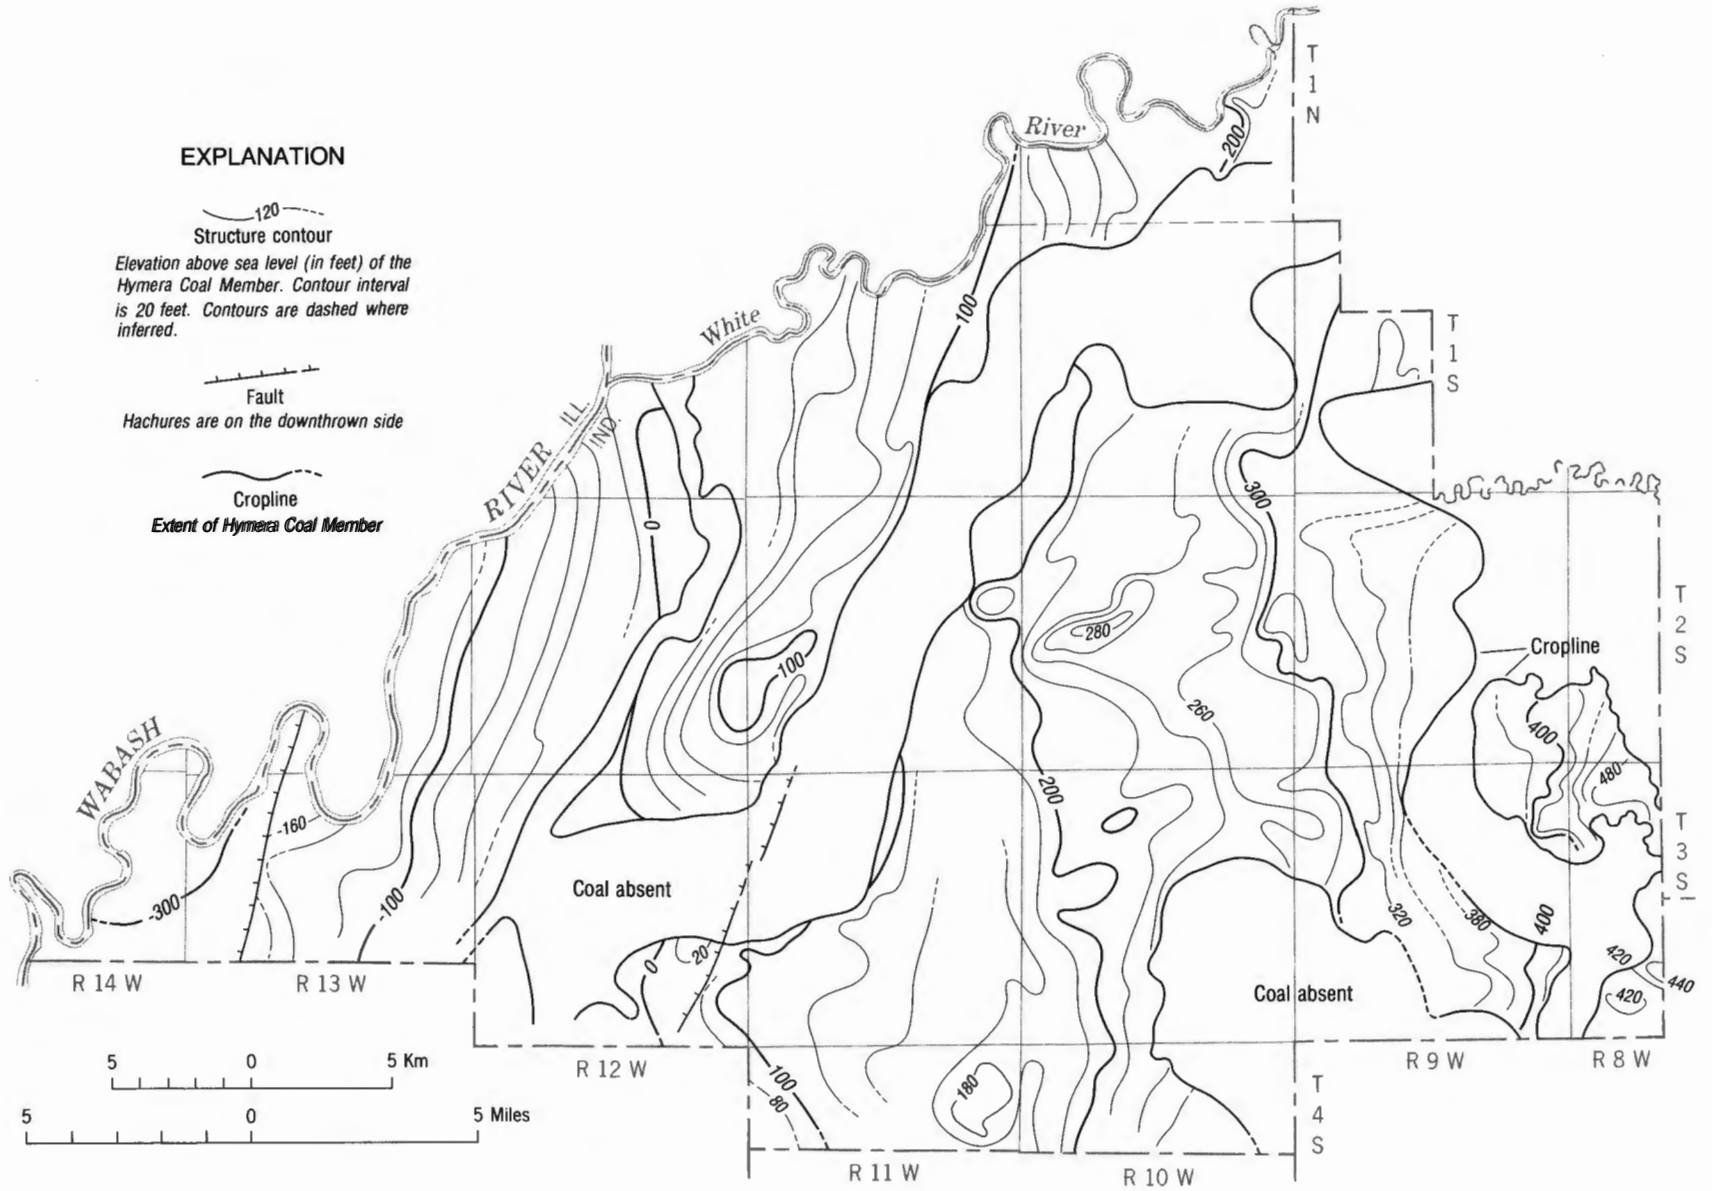 EXPLANATION
120
Structure contour
Elevation above sea level (in feet) of the
Hymera Coal Member. Contour interval
is 20 feet. Contours are dashed where
inferred.
Fault
Hachures are on the downthrown side
Cropline
Extent of Hymera Coal Member
T
1
N
River
200
White
100
T
1
S
ILL.
IND.
RIVER
300
0
T
2
S
280
Cropline
100
260
WABASH
400
480
200
-160
T
3
S
Coal absent
-300
-100
320
380
400
0
20
420
440
420
Coal absent
R 14 W
R 13 W
R 12 W
R 9 W
R 8 W
5 0 5 Km
100
80
180
T
4
S
5 0 5 Miles
R 11 W
R 10 W